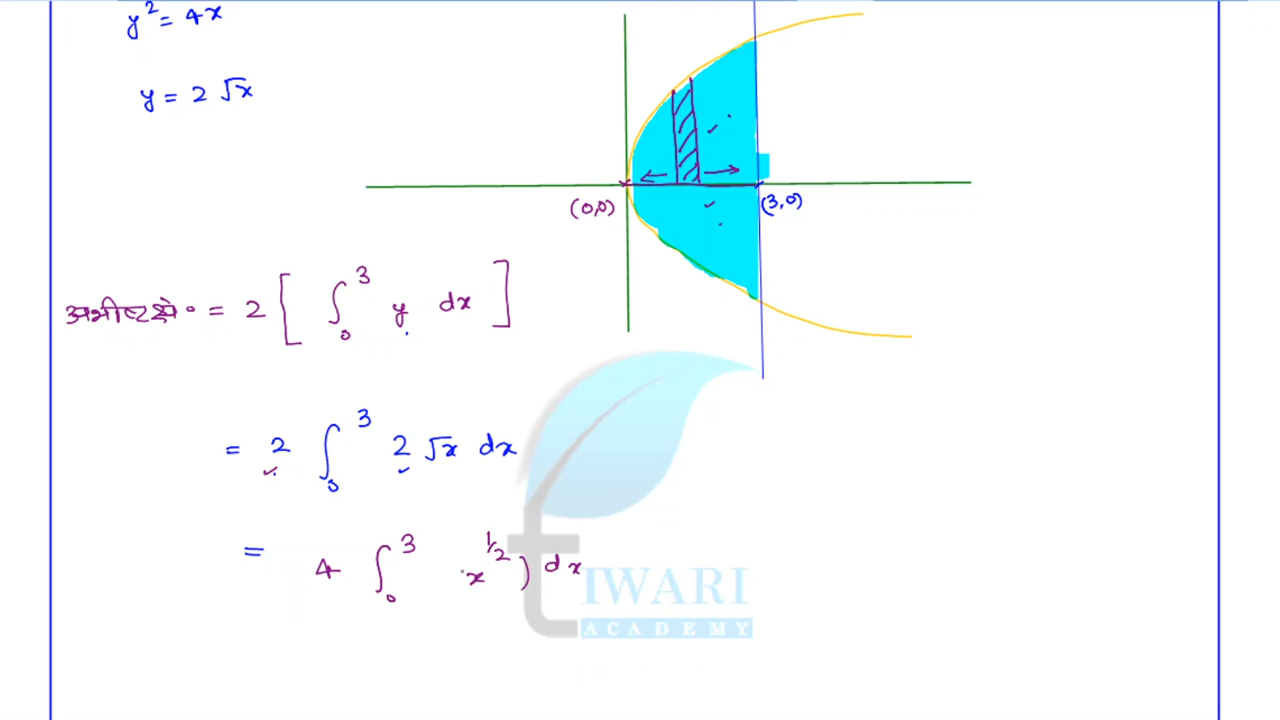 y² = 4x
y = 2 √x
(0,0)
(3,0)
अभीष्ट क्षे० = 2 [ ∫₀³ y dx ]
= 2 ∫₀³ 2 √x dx
= 4 ∫₀³ x^{1/2}) dx
TIWARI
ACADEMY